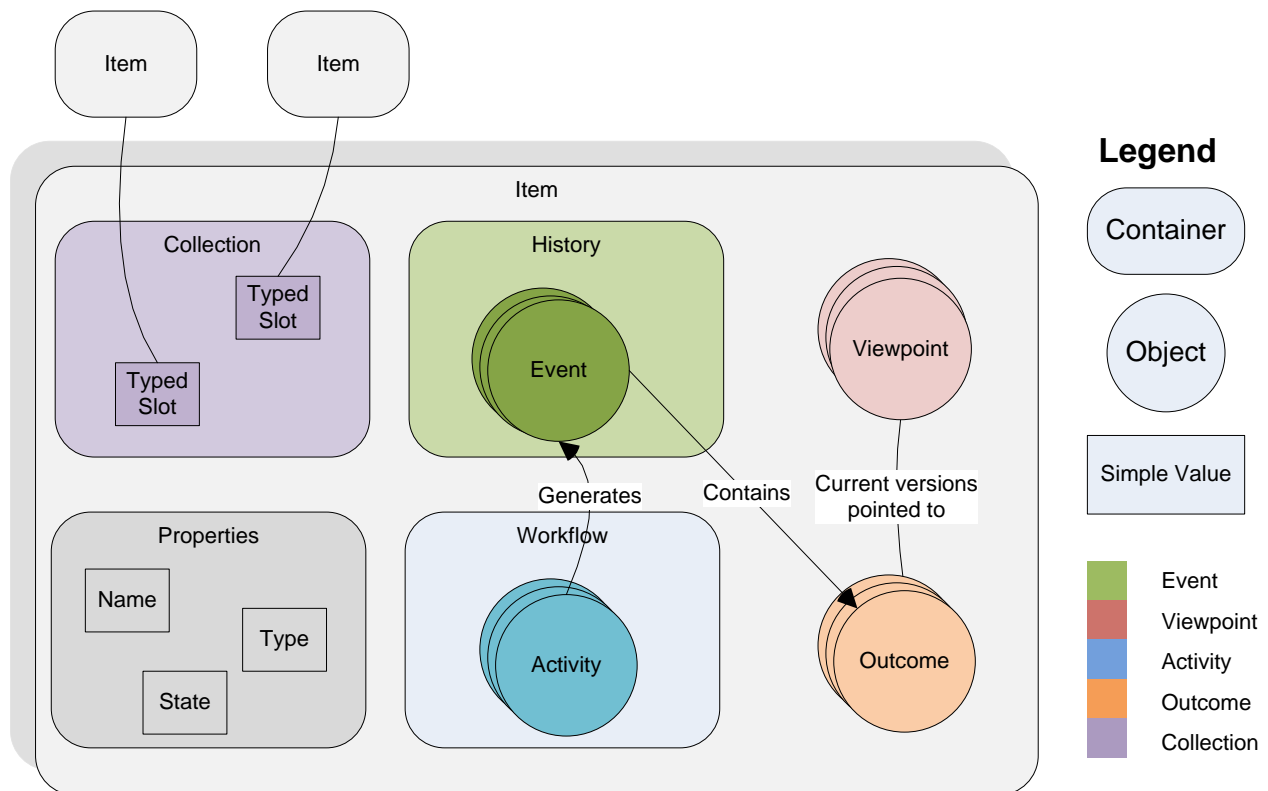 Item
Item
Item
Collection
Typed
Slot
Typed
Slot
History
Event
Viewpoint
Generates
Contains
Current versions
pointed to
Properties
Name
Type
State
Workflow
Activity
Outcome
Legend
Container
Object
Simple Value
Event
Viewpoint
Activity
Outcome
Collection